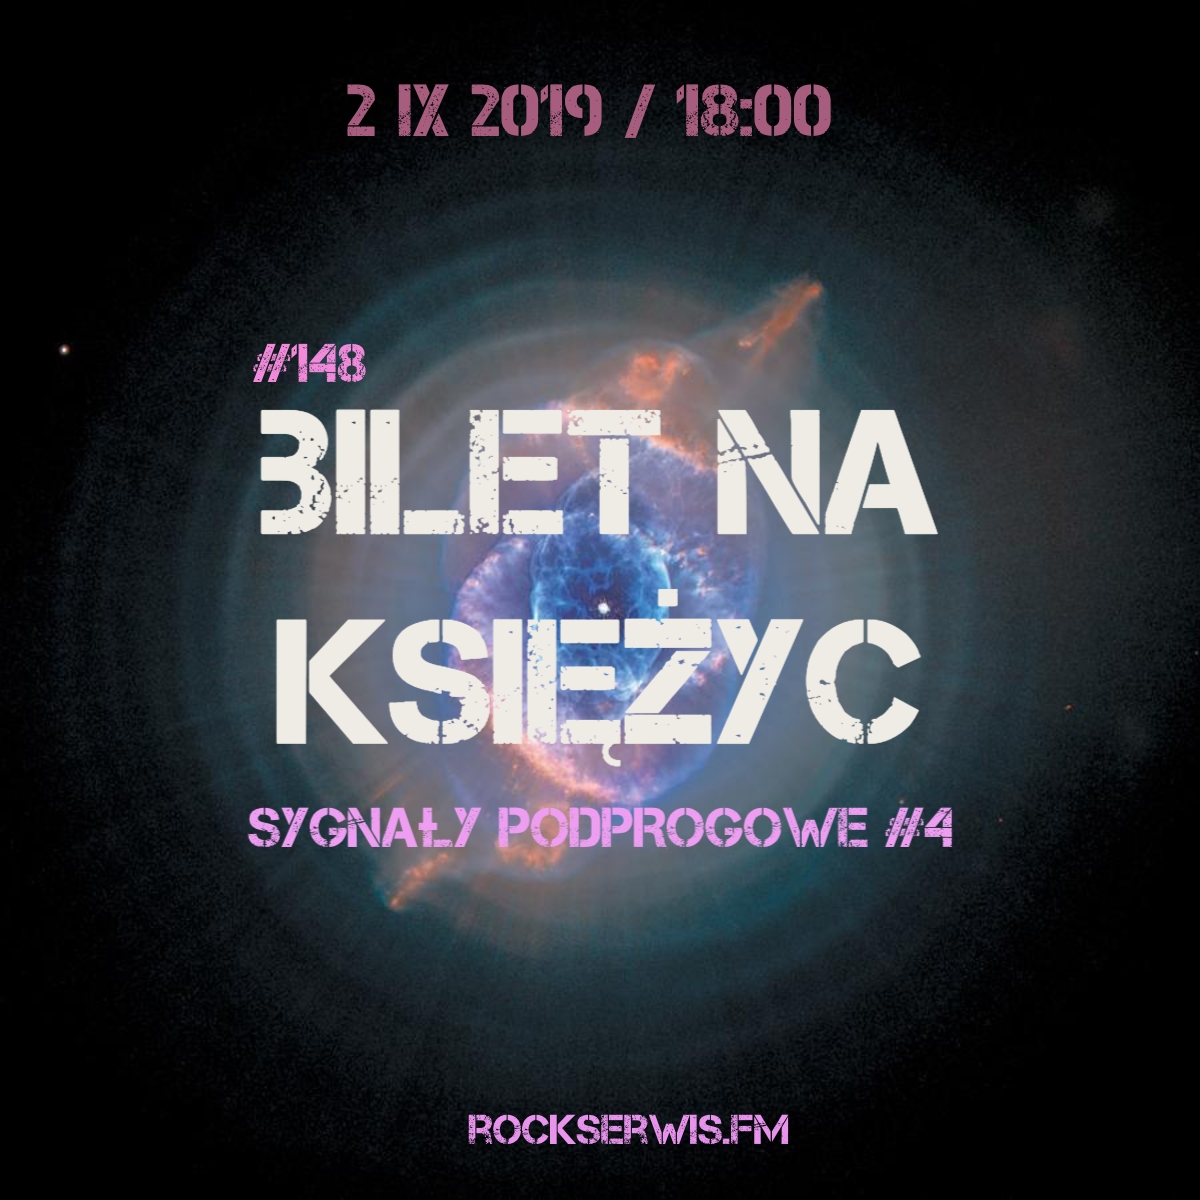 2 IX 2019 / 18:00
#148
BILET NA
KSIĘŻYC
SYGNAŁY PODPROGOWE #4
ROCKSERWIS.FM